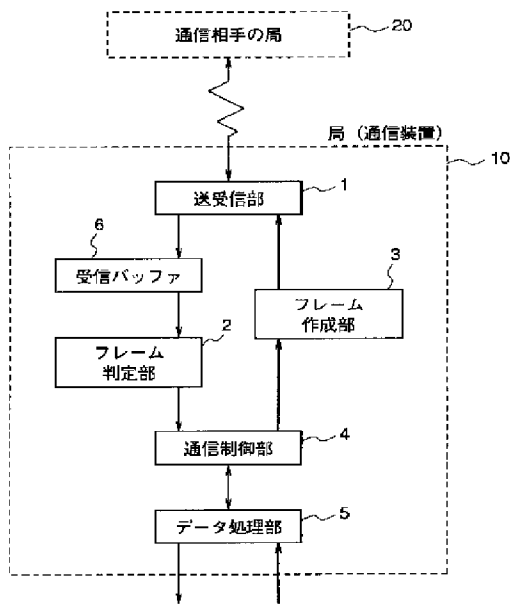 通信相手の局
20
局 (通信装置)
10
送受信部
1
6
受信バッファ
3
フレーム
作成部
2
フレーム
判定部
通信制御部
4
データ処理部
5